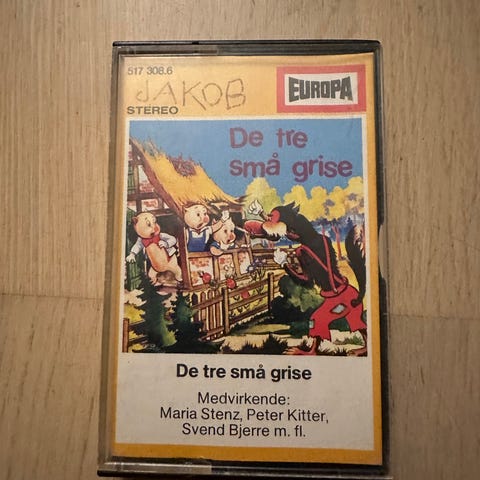 517 308.6
JAKOB
STEREO
EUROPA
De tre
små grise
De tre små grise
Medvirkende:
Maria Stenz, Peter Kitter,
Svend Bjerre m. fl.